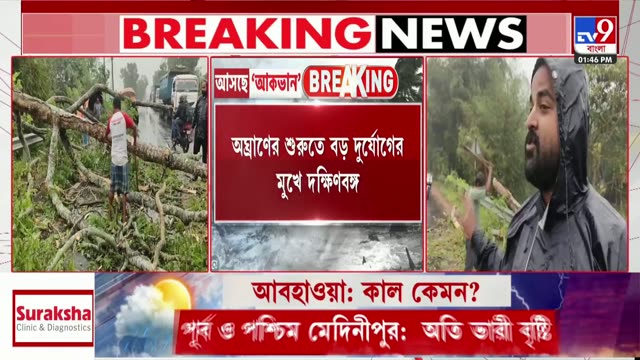 BREAKING NEWS
TV9
বাংলা
01:46 PM
আসছে 'আকভান'
BREAKING
অঘ্রাণের শুরুতে বড় দুর্যোগের
মুখে দক্ষিণবঙ্গ
আবহাওয়া: কাল কেমন?
পূর্ব ও পশ্চিম মেদিনীপুর: অতি ভারী বৃষ্টি
Suraksha
Clinic & Diagnostics